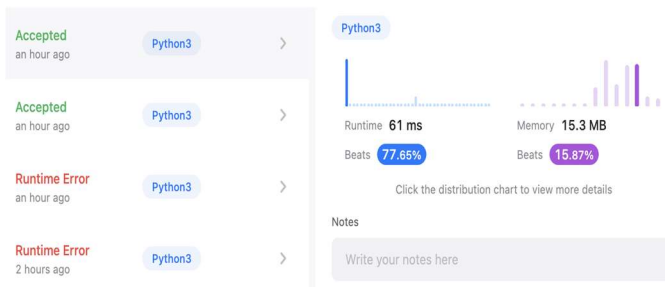 Accepted
an hour ago
Python3
Accepted
an hour ago
Python3
Runtime Error
an hour ago
Python3
Runtime Error
2 hours ago
Python3
Python3
Runtime 61 ms
Memory 15.3 MB
Beats 77.65%
Beats 15.87%
Click the distribution chart to view more details
Notes
Write your notes here